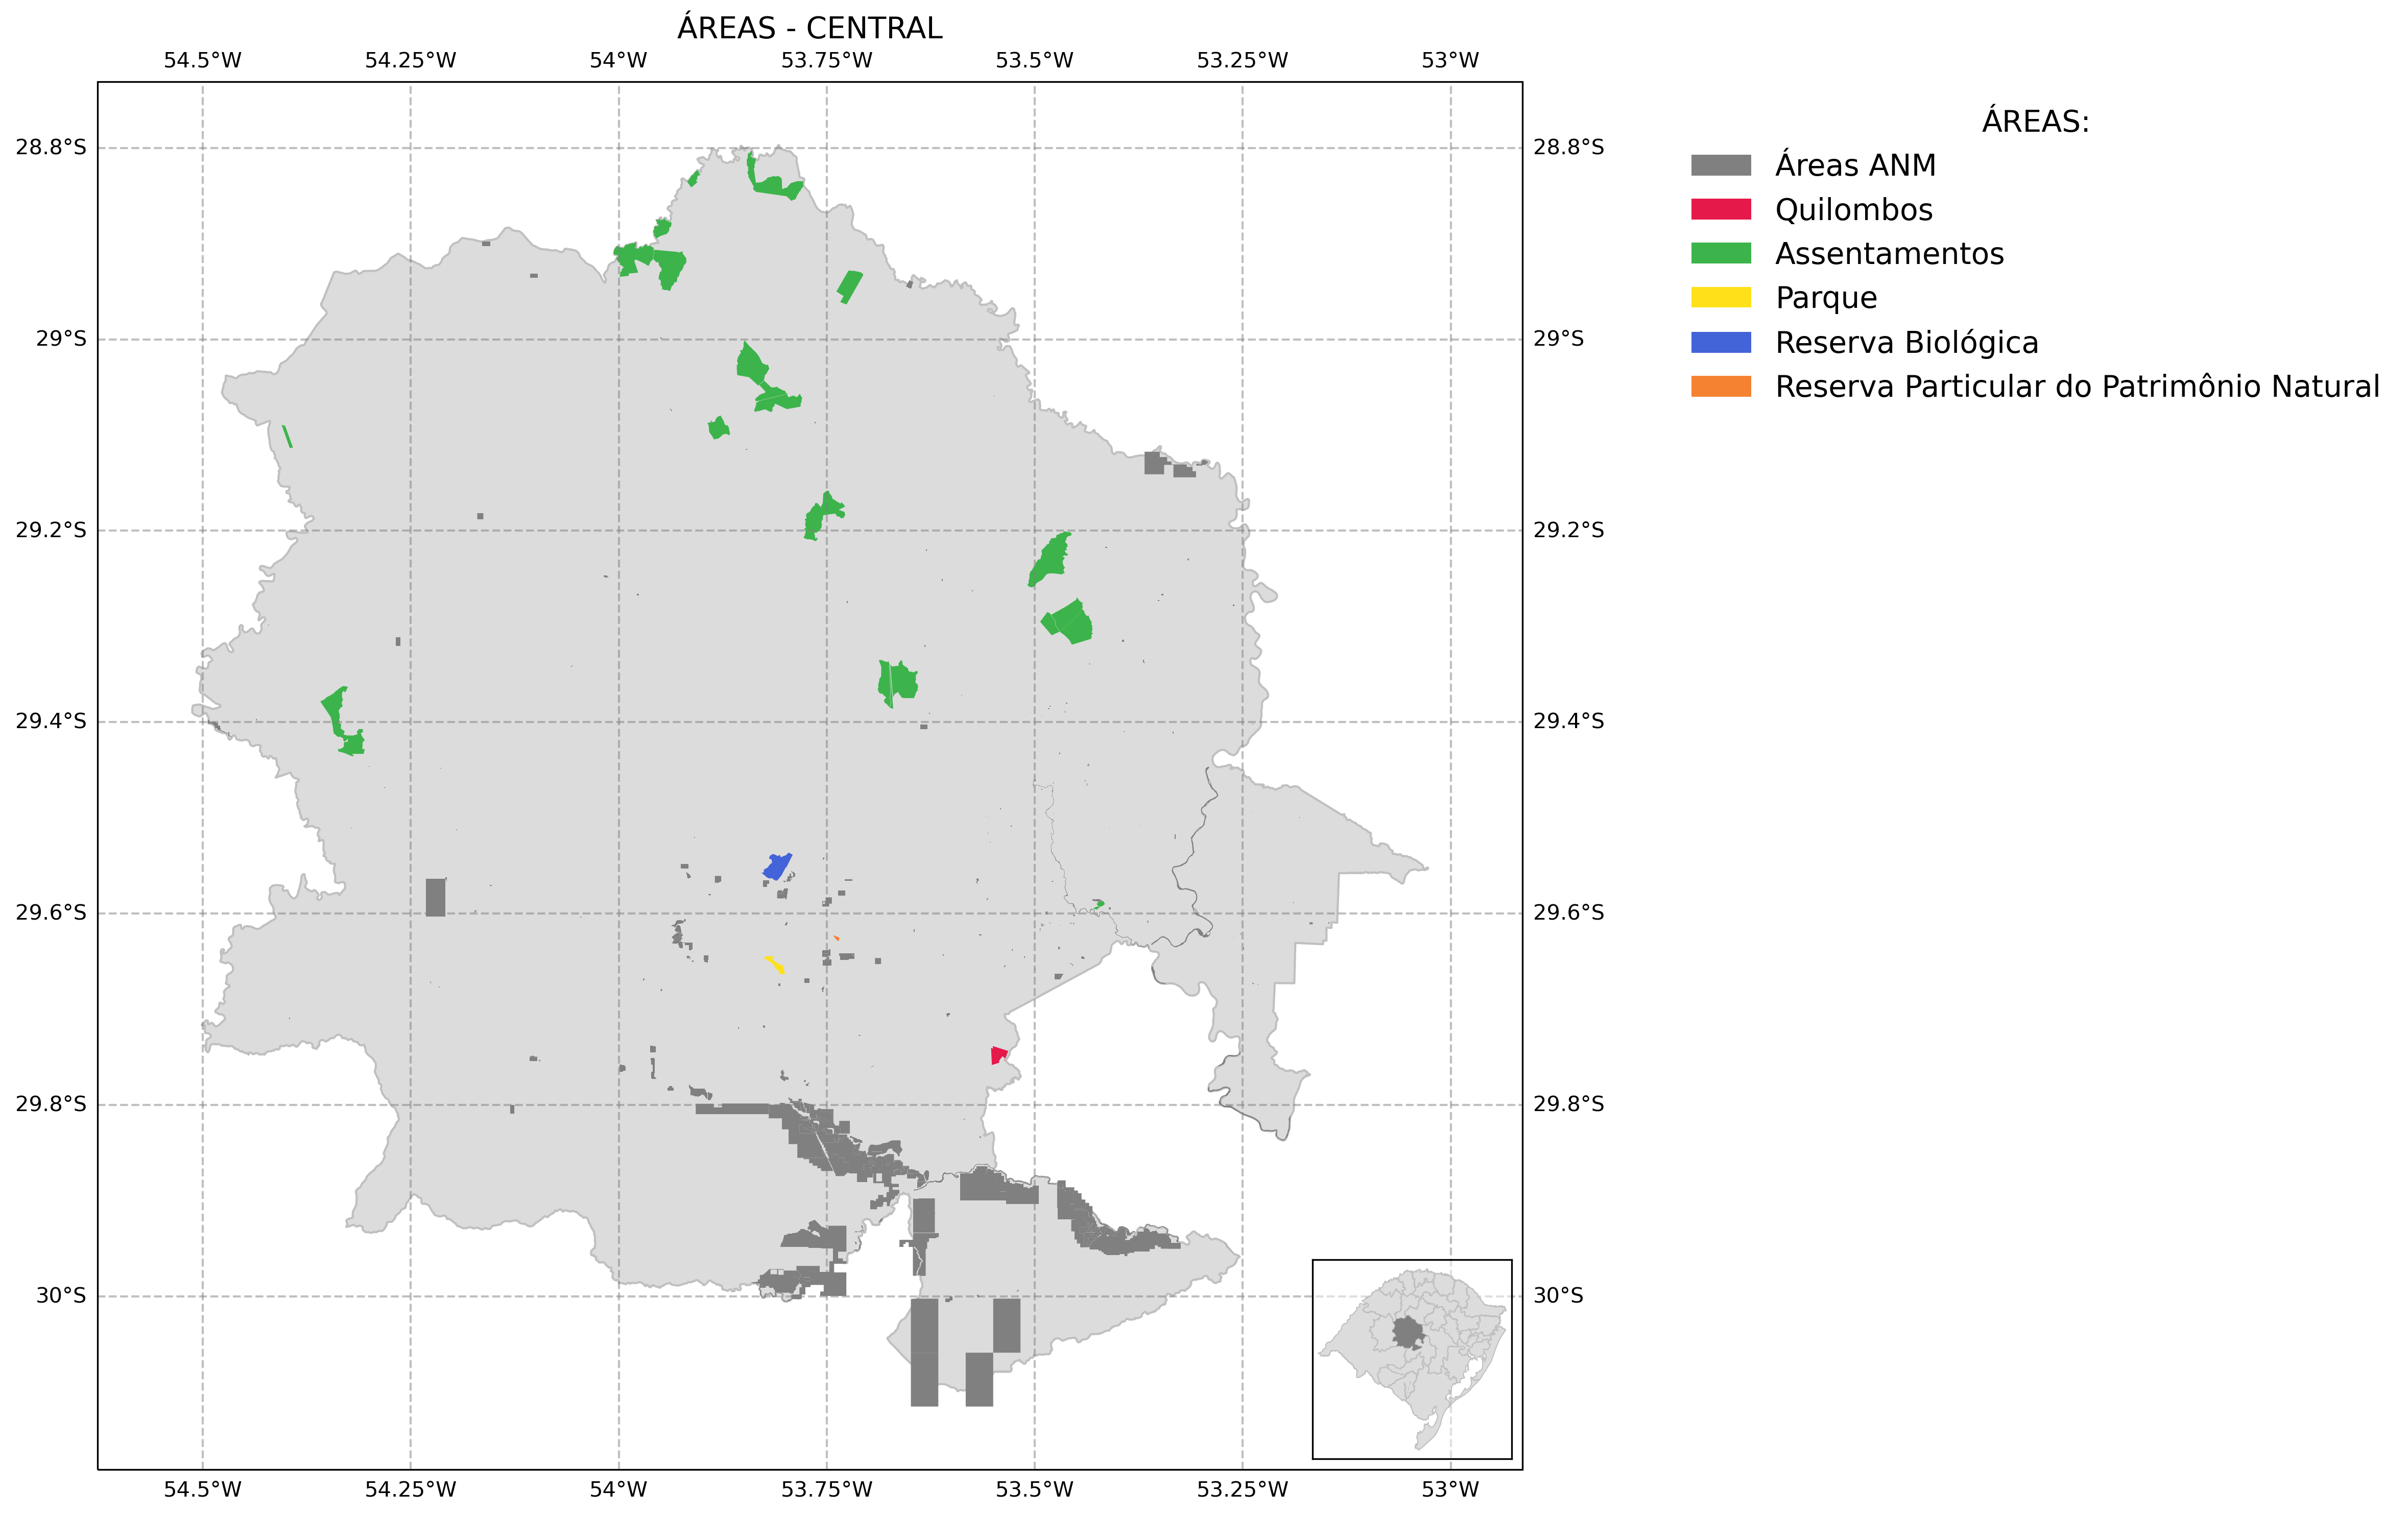 ÁREAS - CENTRAL
54.5°W 54.25°W 54°W 53.75°W 53.5°W 53.25°W 53°W
ÁREAS:
Áreas ANM
Quilombos
Assentamentos
Parque
Reserva Biológica
Reserva Particular do Patrimônio Natural
28.8°S 28.8°S
29°S 29°S
29.2°S 29.2°S
29.4°S 29.4°S
29.6°S 29.6°S
29.8°S 29.8°S
30°S 30°S
54.5°W 54.25°W 54°W 53.75°W 53.5°W 53.25°W 53°W